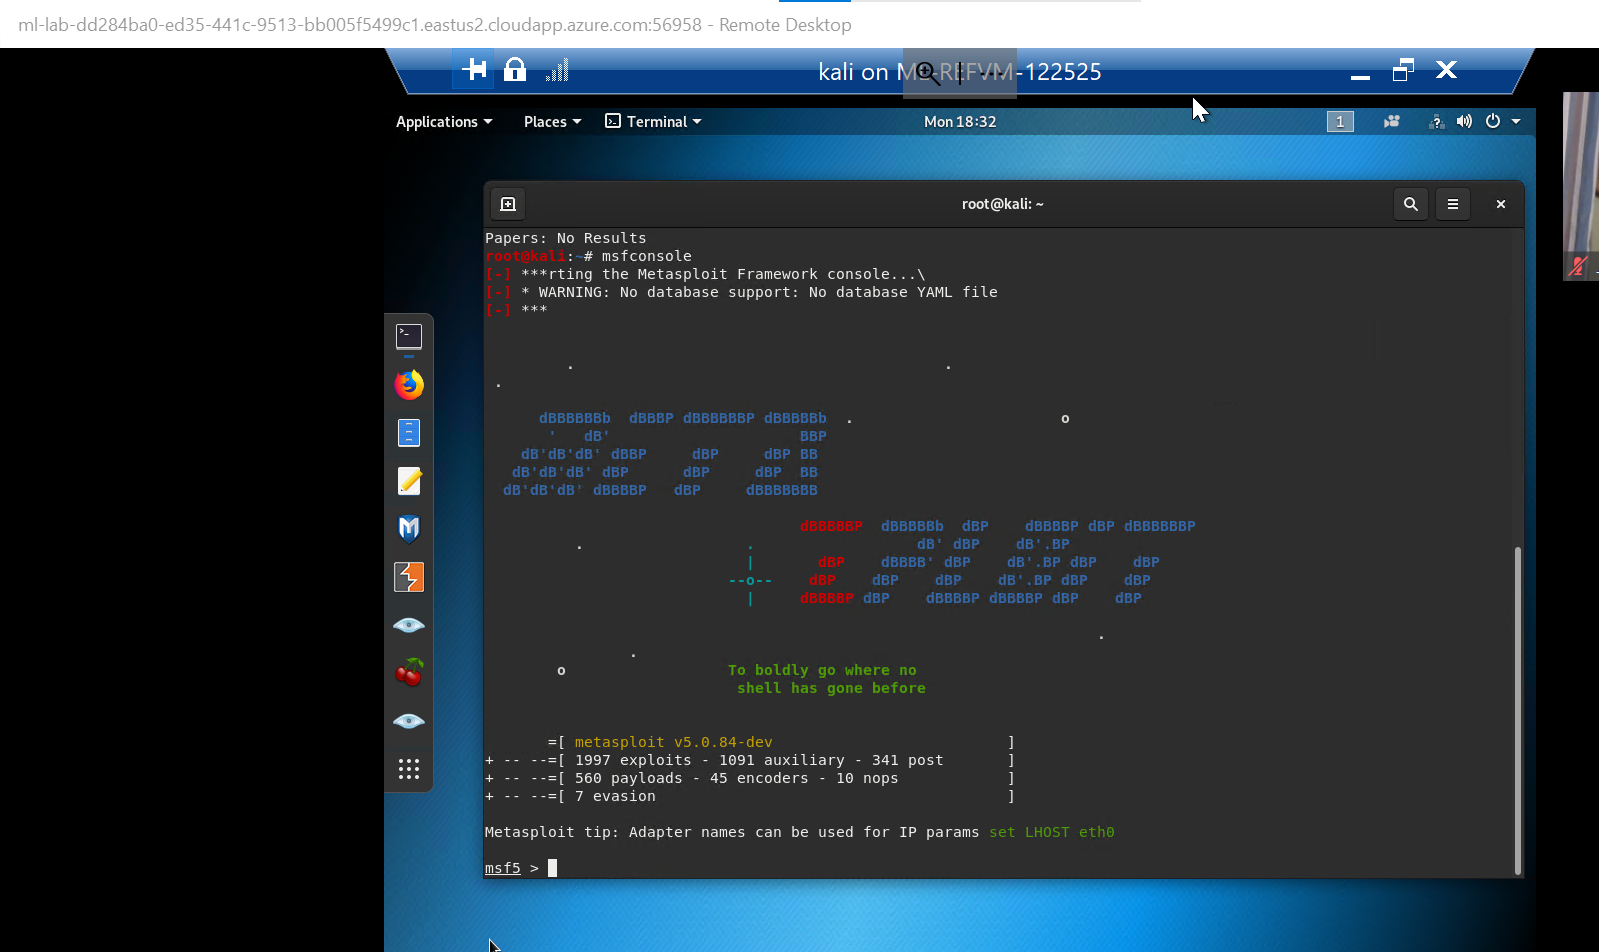 ml-lab-dd284ba0-ed35-441c-9513-bb005f5499c1.eastus2.cloudapp.azure.com:56958 - Remote Desktop
kali on ML-REFVM-122525
Applications Places Terminal Mon 18:32 1
root@kali: ~
Papers: No Results
root@kali:~# msfconsole
[-] ***rting the Metasploit Framework console...\
[-] * WARNING: No database support: No database YAML file
[-] ***
dBBBBBBb  dBBBP dBBBBBBP dBBBBBb  .                       o
'   dB'                     BBP
dB'dB'dB' dBBP     dBP     dBP BB
dB'dB'dB' dBP      dBP     dBP  BB
dB'dB'dB' dBBBBP   dBP     dBBBBBBB
dBBBBBP  dBBBBBb  dBP    dBBBBP dBP dBBBBBBP
.                  .                  dB' dBP    dB'.BP
|       dBP    dBBBB' dBP    dB'.BP dBP    dBP
--o--    dBP    dBP    dBP    dB'.BP dBP    dBP
|     dBBBBP dBP    dBBBBP dBBBBP dBP    dBP
.
.
o                  To boldly go where no
shell has gone before
=[ metasploit v5.0.84-dev                          ]
+ -- --=[ 1997 exploits - 1091 auxiliary - 341 post       ]
+ -- --=[ 560 payloads - 45 encoders - 10 nops            ]
+ -- --=[ 7 evasion                                       ]
Metasploit tip: Adapter names can be used for IP params set LHOST eth0
msf5 >